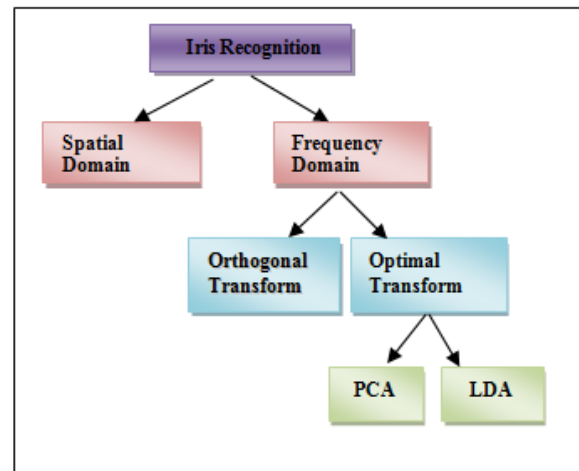 Iris Recognition
Spatial
Domain
Frequency
Domain
Orthogonal
Transform
Optimal
Transform
PCA
LDA